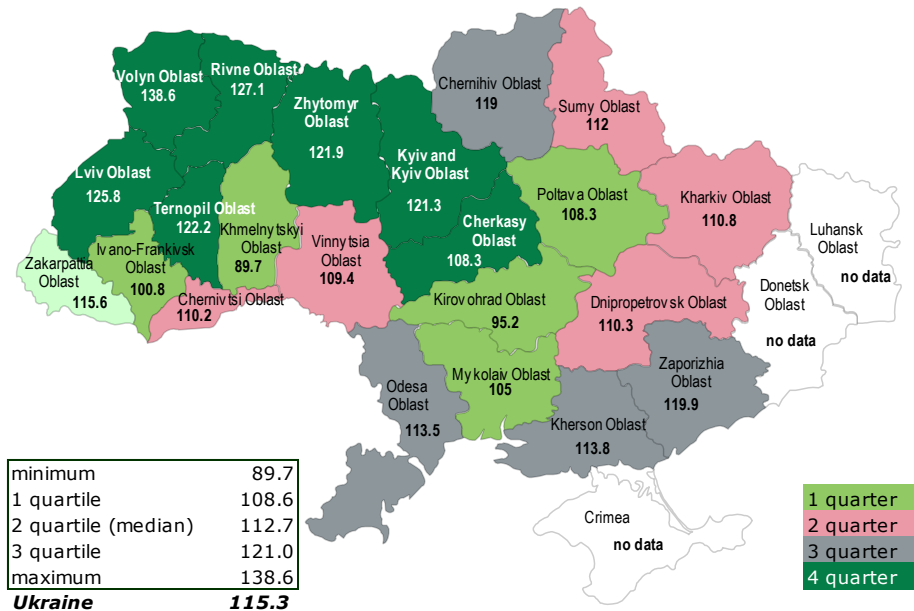 Volyn Oblast
138.6
Rivne Oblast
127.1
Zhytomyr
Oblast
121.9
Kyiv and
Kyiv Oblast
121.3
Chernihiv Oblast
119
Sumy Oblast
112
Lviv Oblast
125.8
Ternopil Oblast
122.2
Khmelnytskyi
Oblast
89.7
Vinnytsia
Oblast
109.4
Cherkasy
Oblast
108.3
Poltava Oblast
108.3
Kharkiv Oblast
110.8
Luhansk
Oblast
no data
Zakarpattia
Oblast
115.6
Ivano-Frankivsk
Oblast
100.8
Chernivtsi Oblast
110.2
Kirovohrad Oblast
95.2
Dnipropetrovsk Oblast
110.3
Donetsk
Oblast
no data
Odesa
Oblast
113.5
Mykolaiv Oblast
105
Kherson Oblast
113.8
Zaporizhia
Oblast
119.9
Crimea
no data
minimum 89.7
1 quartile 108.6
2 quartile (median) 112.7
3 quartile 121.0
maximum 138.6
Ukraine 115.3
1 quarter
2 quarter
3 quarter
4 quarter